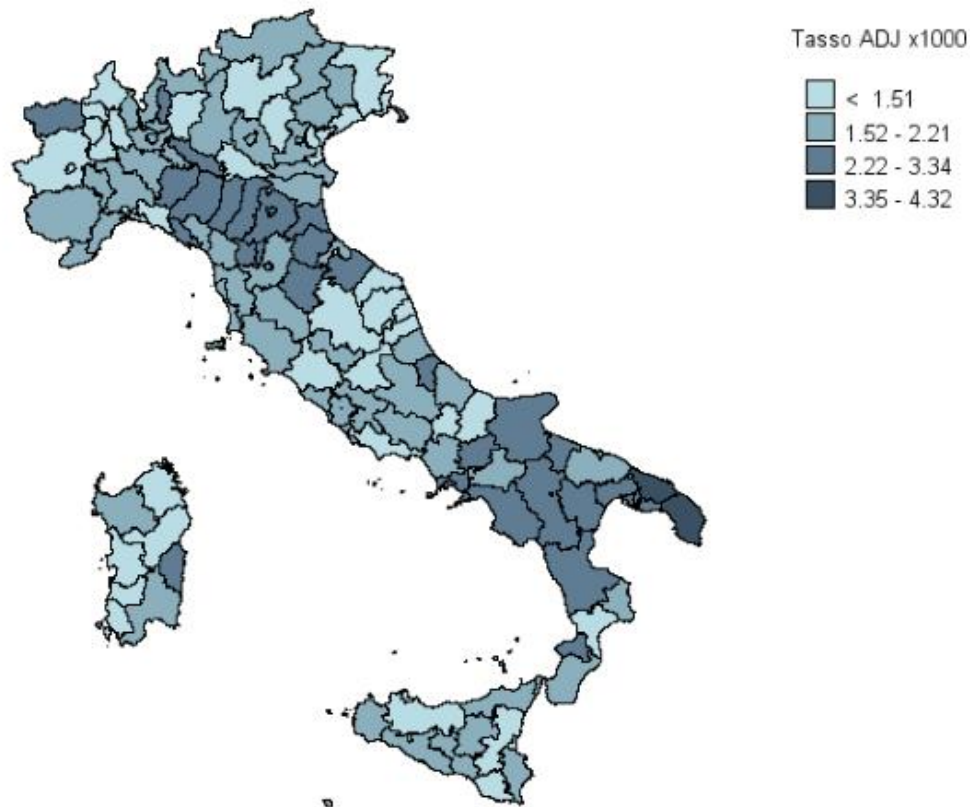 Tasso ADJ x1000
< 1.51
1.52 - 2.21
2.22 - 3.34
3.35 - 4.32